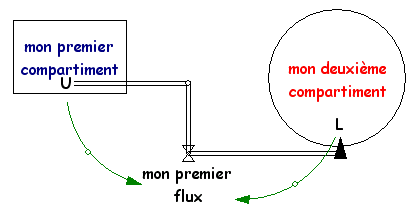 mon premier
compartiment
U
mon deuxième
compartiment
L
mon premier
flux